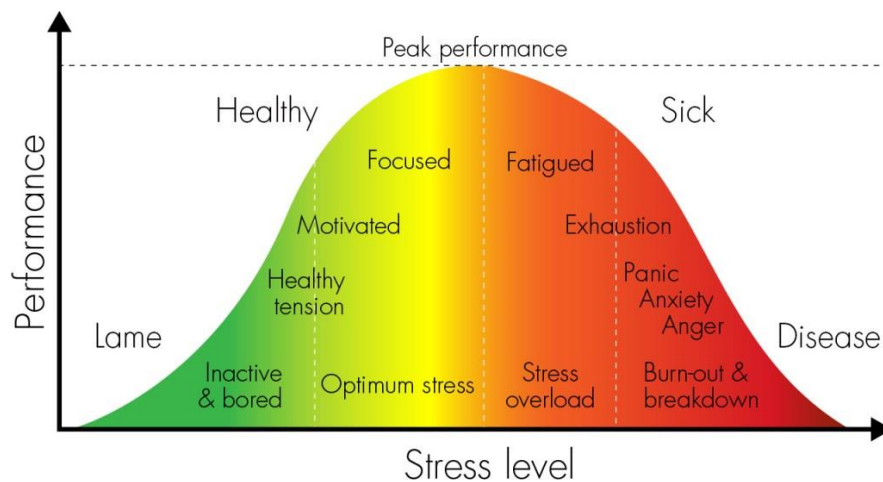 Peak performance
Healthy
Sick
Focused
Fatigued
Motivated
Exhaustion
Healthy
tension
Panic
Anxiety
Anger
Lame
Disease
Inactive
& bored
Optimum stress
Stress
overload
Burn-out &
breakdown
Performance
Stress level